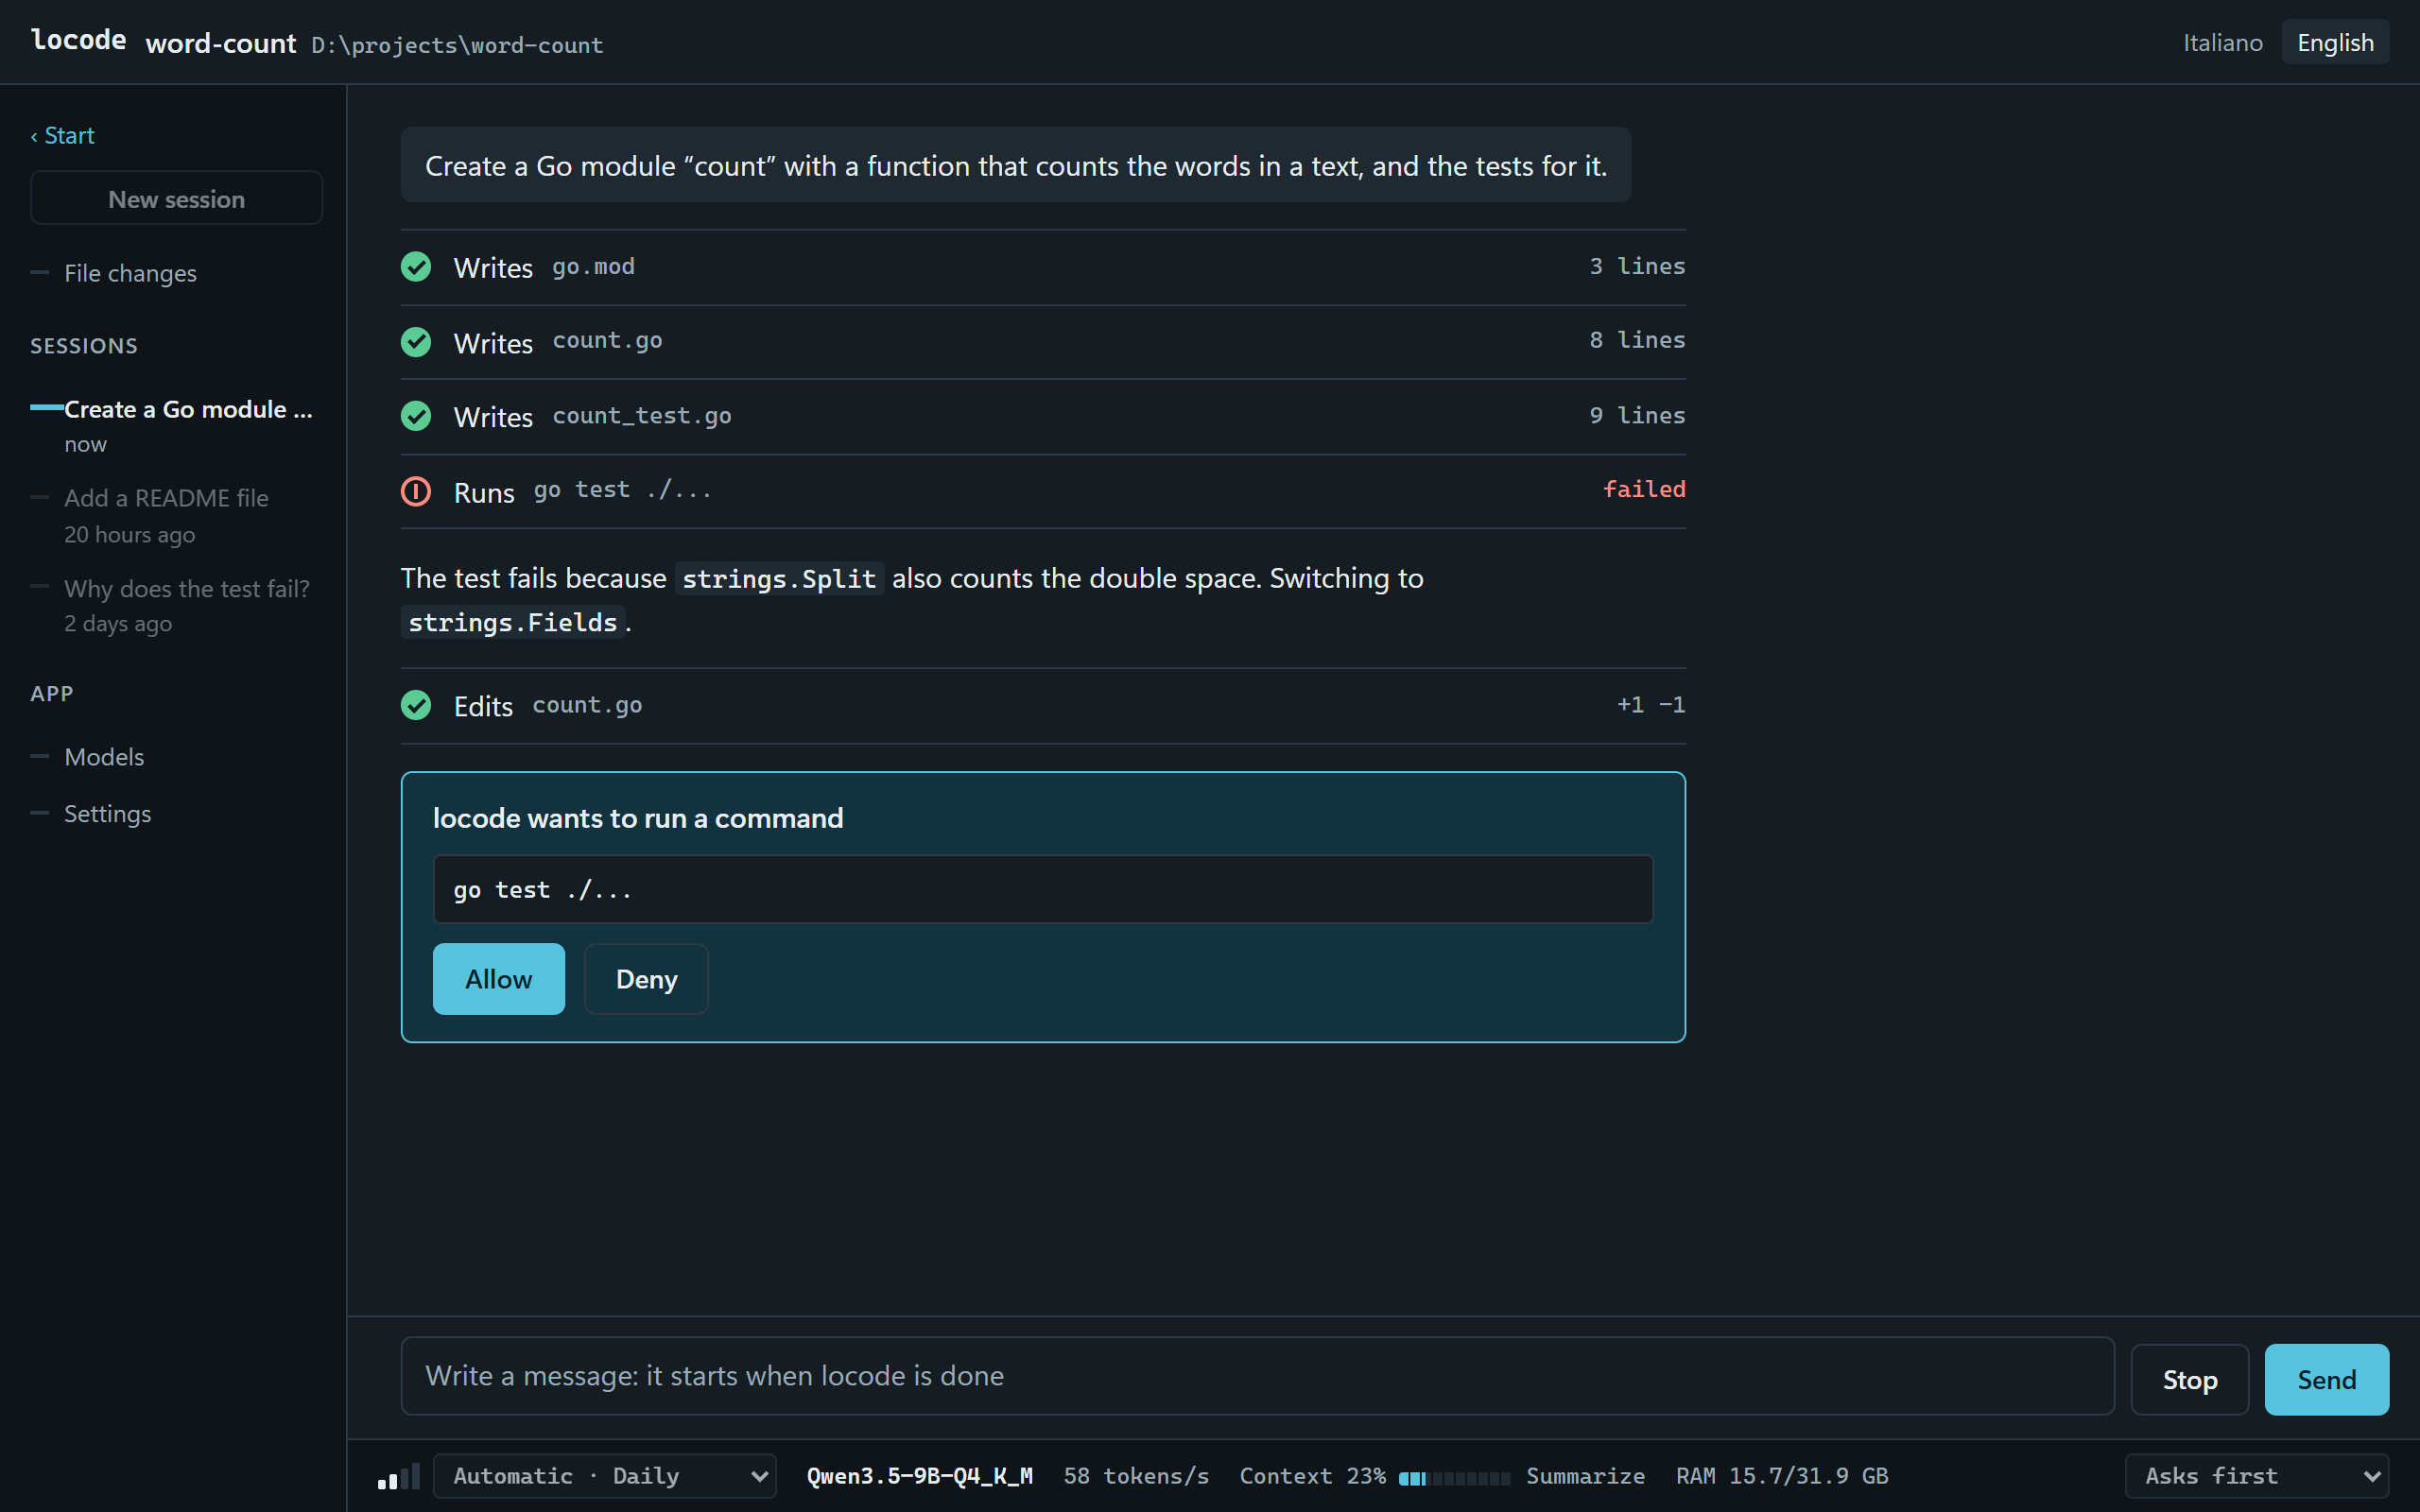 locode word-count D:\projects\word-count
Italiano English
‹ Start
New session
File changes
SESSIONS
Create a Go module ...
now
Add a README file
20 hours ago
Why does the test fail?
2 days ago
APP
Models
Settings
Create a Go module “count” with a function that counts the words in a text, and the tests for it.
Writes go.mod 3 lines
Writes count.go 8 lines
Writes count_test.go 9 lines
Runs go test ./... failed
The test fails because strings.Split also counts the double space. Switching to
strings.Fields.
Edits count.go +1 −1
locode wants to run a command
go test ./...
Allow Deny
Write a message: it starts when locode is done
Stop Send
Automatic · Daily Qwen3.5-9B-Q4_K_M 58 tokens/s Context 23% Summarize RAM 15.7/31.9 GB Asks first